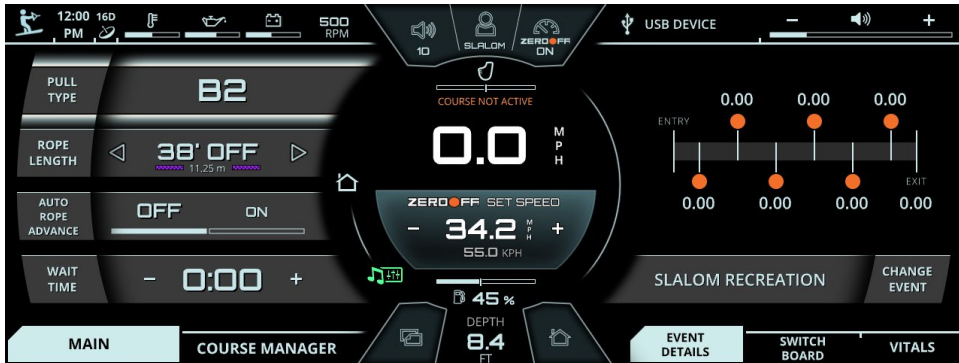 12:00 16D
PM
500
RPM
10
SLALOM
ZEROOFF
ON
USB DEVICE
-
+
PULL
TYPE
B2
ROPE
LENGTH
38' OFF
11.25 m
AUTO
ROPE
ADVANCE
OFF ON
WAIT
TIME
- 0:00 +
COURSE NOT ACTIVE
0.0 MPH
ZEROOFF SET SPEED
- 34.2 MPH +
55.0 KPH
45 %
DEPTH
8.4
FT
0.00 0.00 0.00
ENTRY
EXIT
0.00 0.00 0.00 0.00
SLALOM RECREATION
CHANGE
EVENT
MAIN
COURSE MANAGER
EVENT
DETAILS
SWITCH
BOARD
VITALS